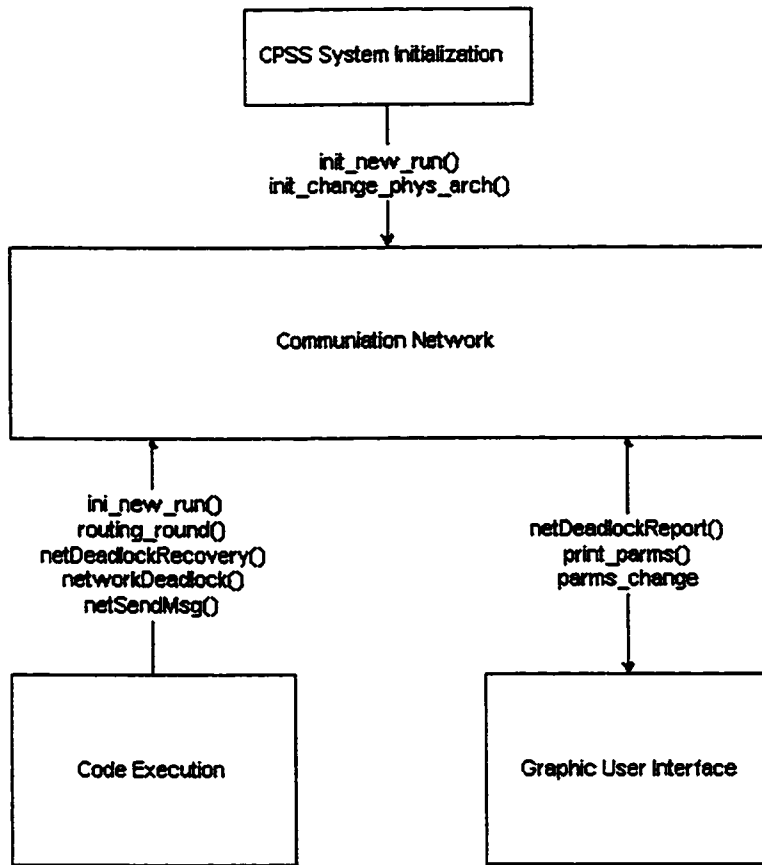 CPSS System Initialization
init_new_run()
init_change_phys_arch()
Communiation Network
ini_new_run()
routing_round()
netDeadlockRecovery()
networkDeadlock()
netSendMsg()
netDeadlockReport()
print_parms()
parms_change
Code Execution
Graphic User Interface